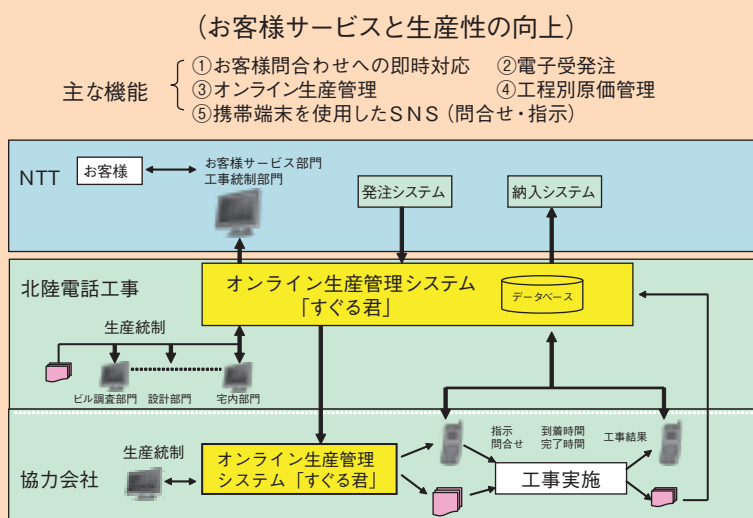 (お客様サービスと生産性の向上)
主な機能
①お客様問合わせへの即時対応 ②電子受発注
③オンライン生産管理 ④工程別原価管理
⑤携帯端末を使用したSNS(問合せ・指示)
NTT
お客様
お客様サービス部門
工事統制部門
発注システム
納入システム
北陸電話工事
オンライン生産管理システム
「すぐる君」
データベース
生産統制
ビル調査部門 設計部門 宅内部門
協力会社
生産統制
オンライン生産管理
システム「すぐる君」
指示
問合せ
到着時間
完了時間
工事結果
工事実施